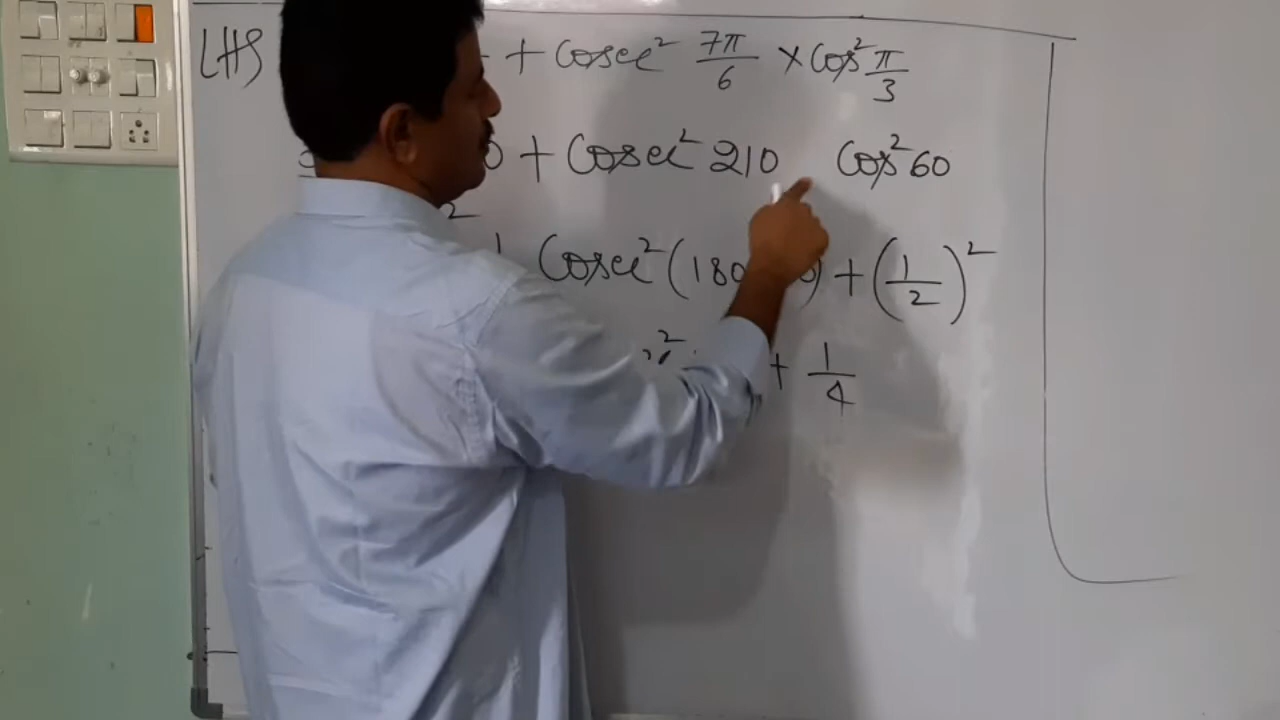 LHS + Cosec² 7π/6 × Cos² π/3
+ Cosec² 210 Cos² 60
Cosec² (180 ) + (1/2)²
+ 1/4